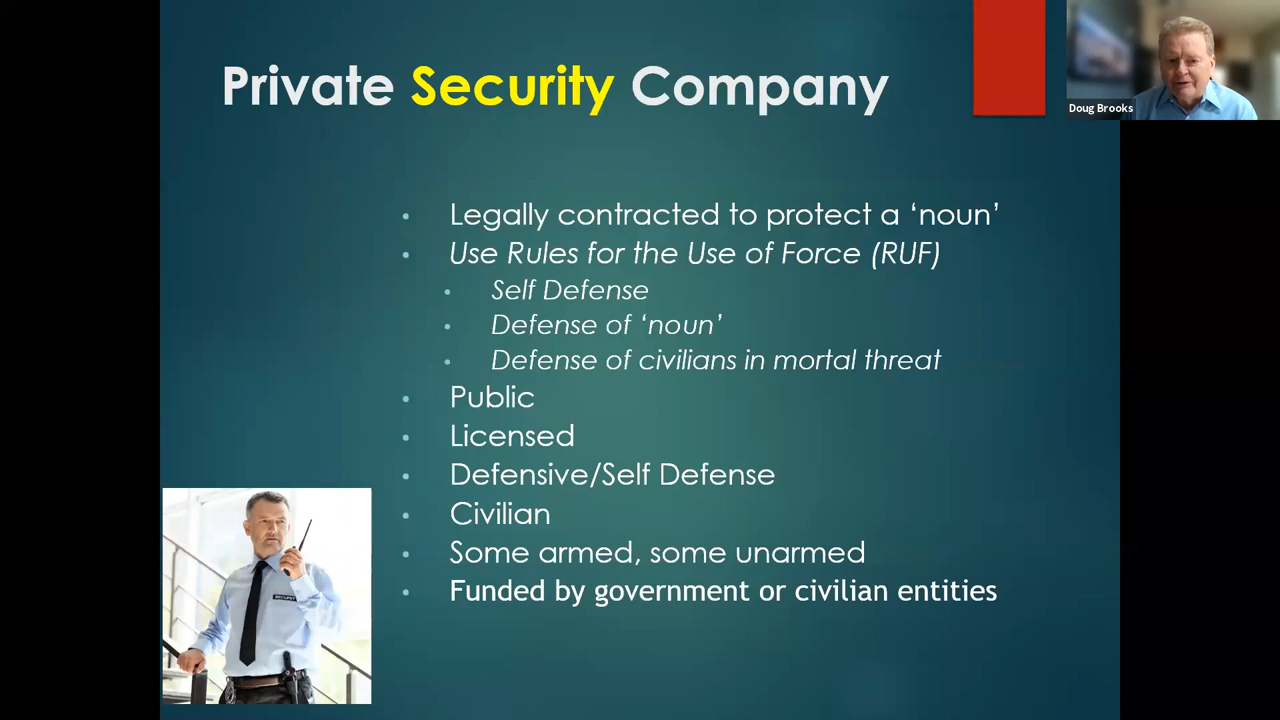 Private Security Company
Doug Brooks
• Legally contracted to protect a ‘noun’
• Use Rules for the Use of Force (RUF)
• Self Defense
• Defense of ‘noun’
• Defense of civilians in mortal threat
• Public
• Licensed
• Defensive/Self Defense
• Civilian
• Some armed, some unarmed
• Funded by government or civilian entities
SECURITY